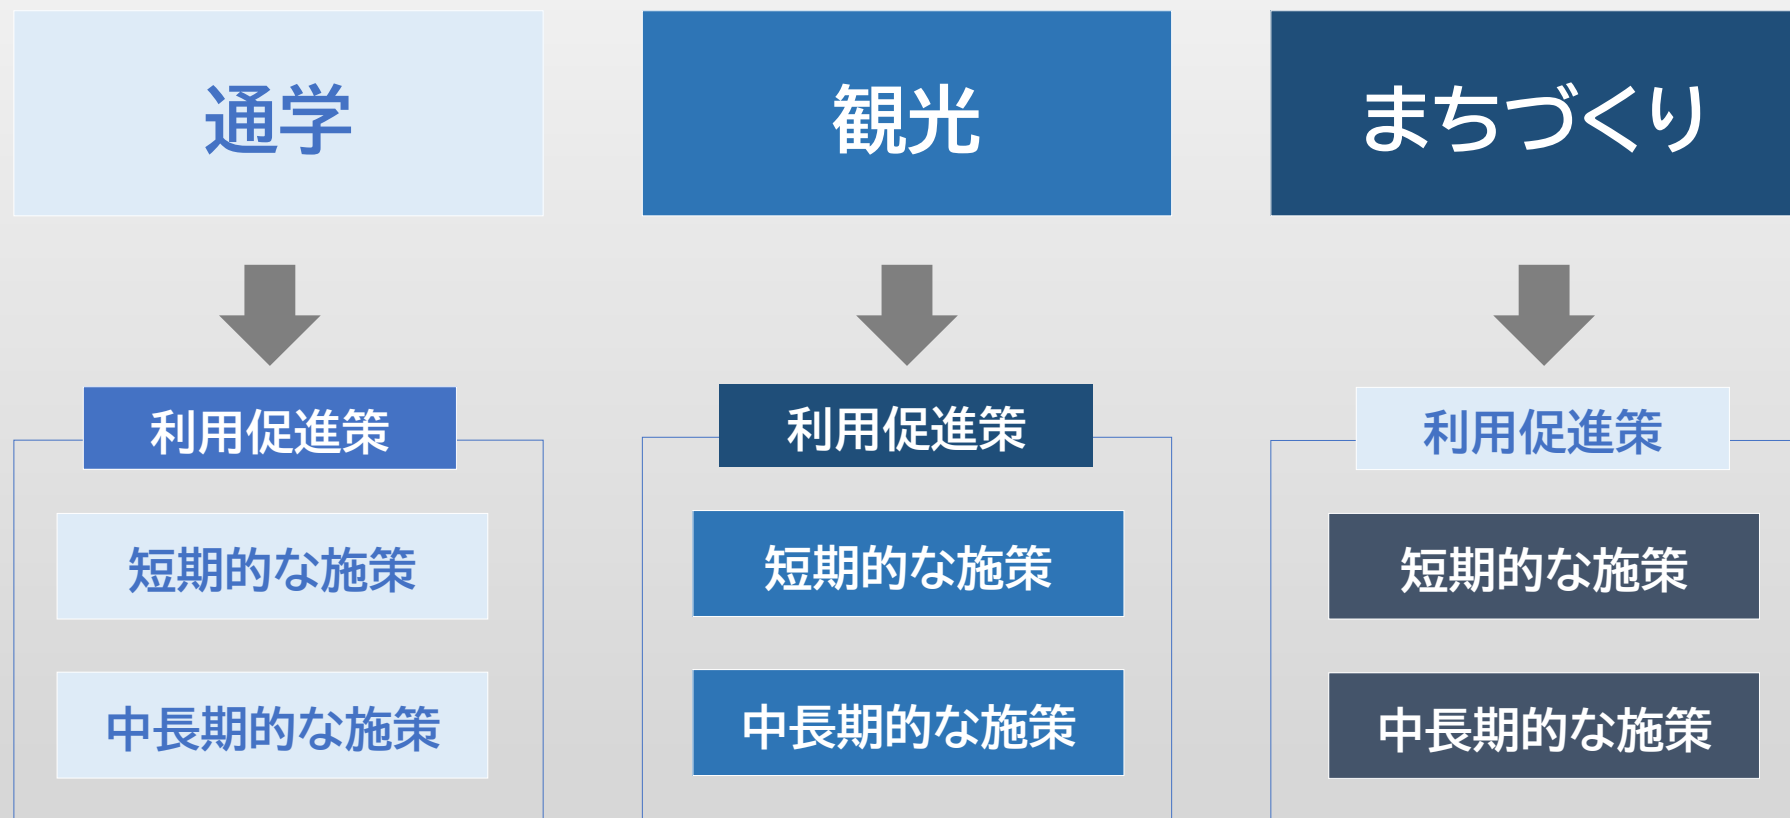 通学
観光
まちづくり
利用促進策
利用促進策
利用促進策
短期的な施策
短期的な施策
短期的な施策
中長期的な施策
中長期的な施策
中長期的な施策